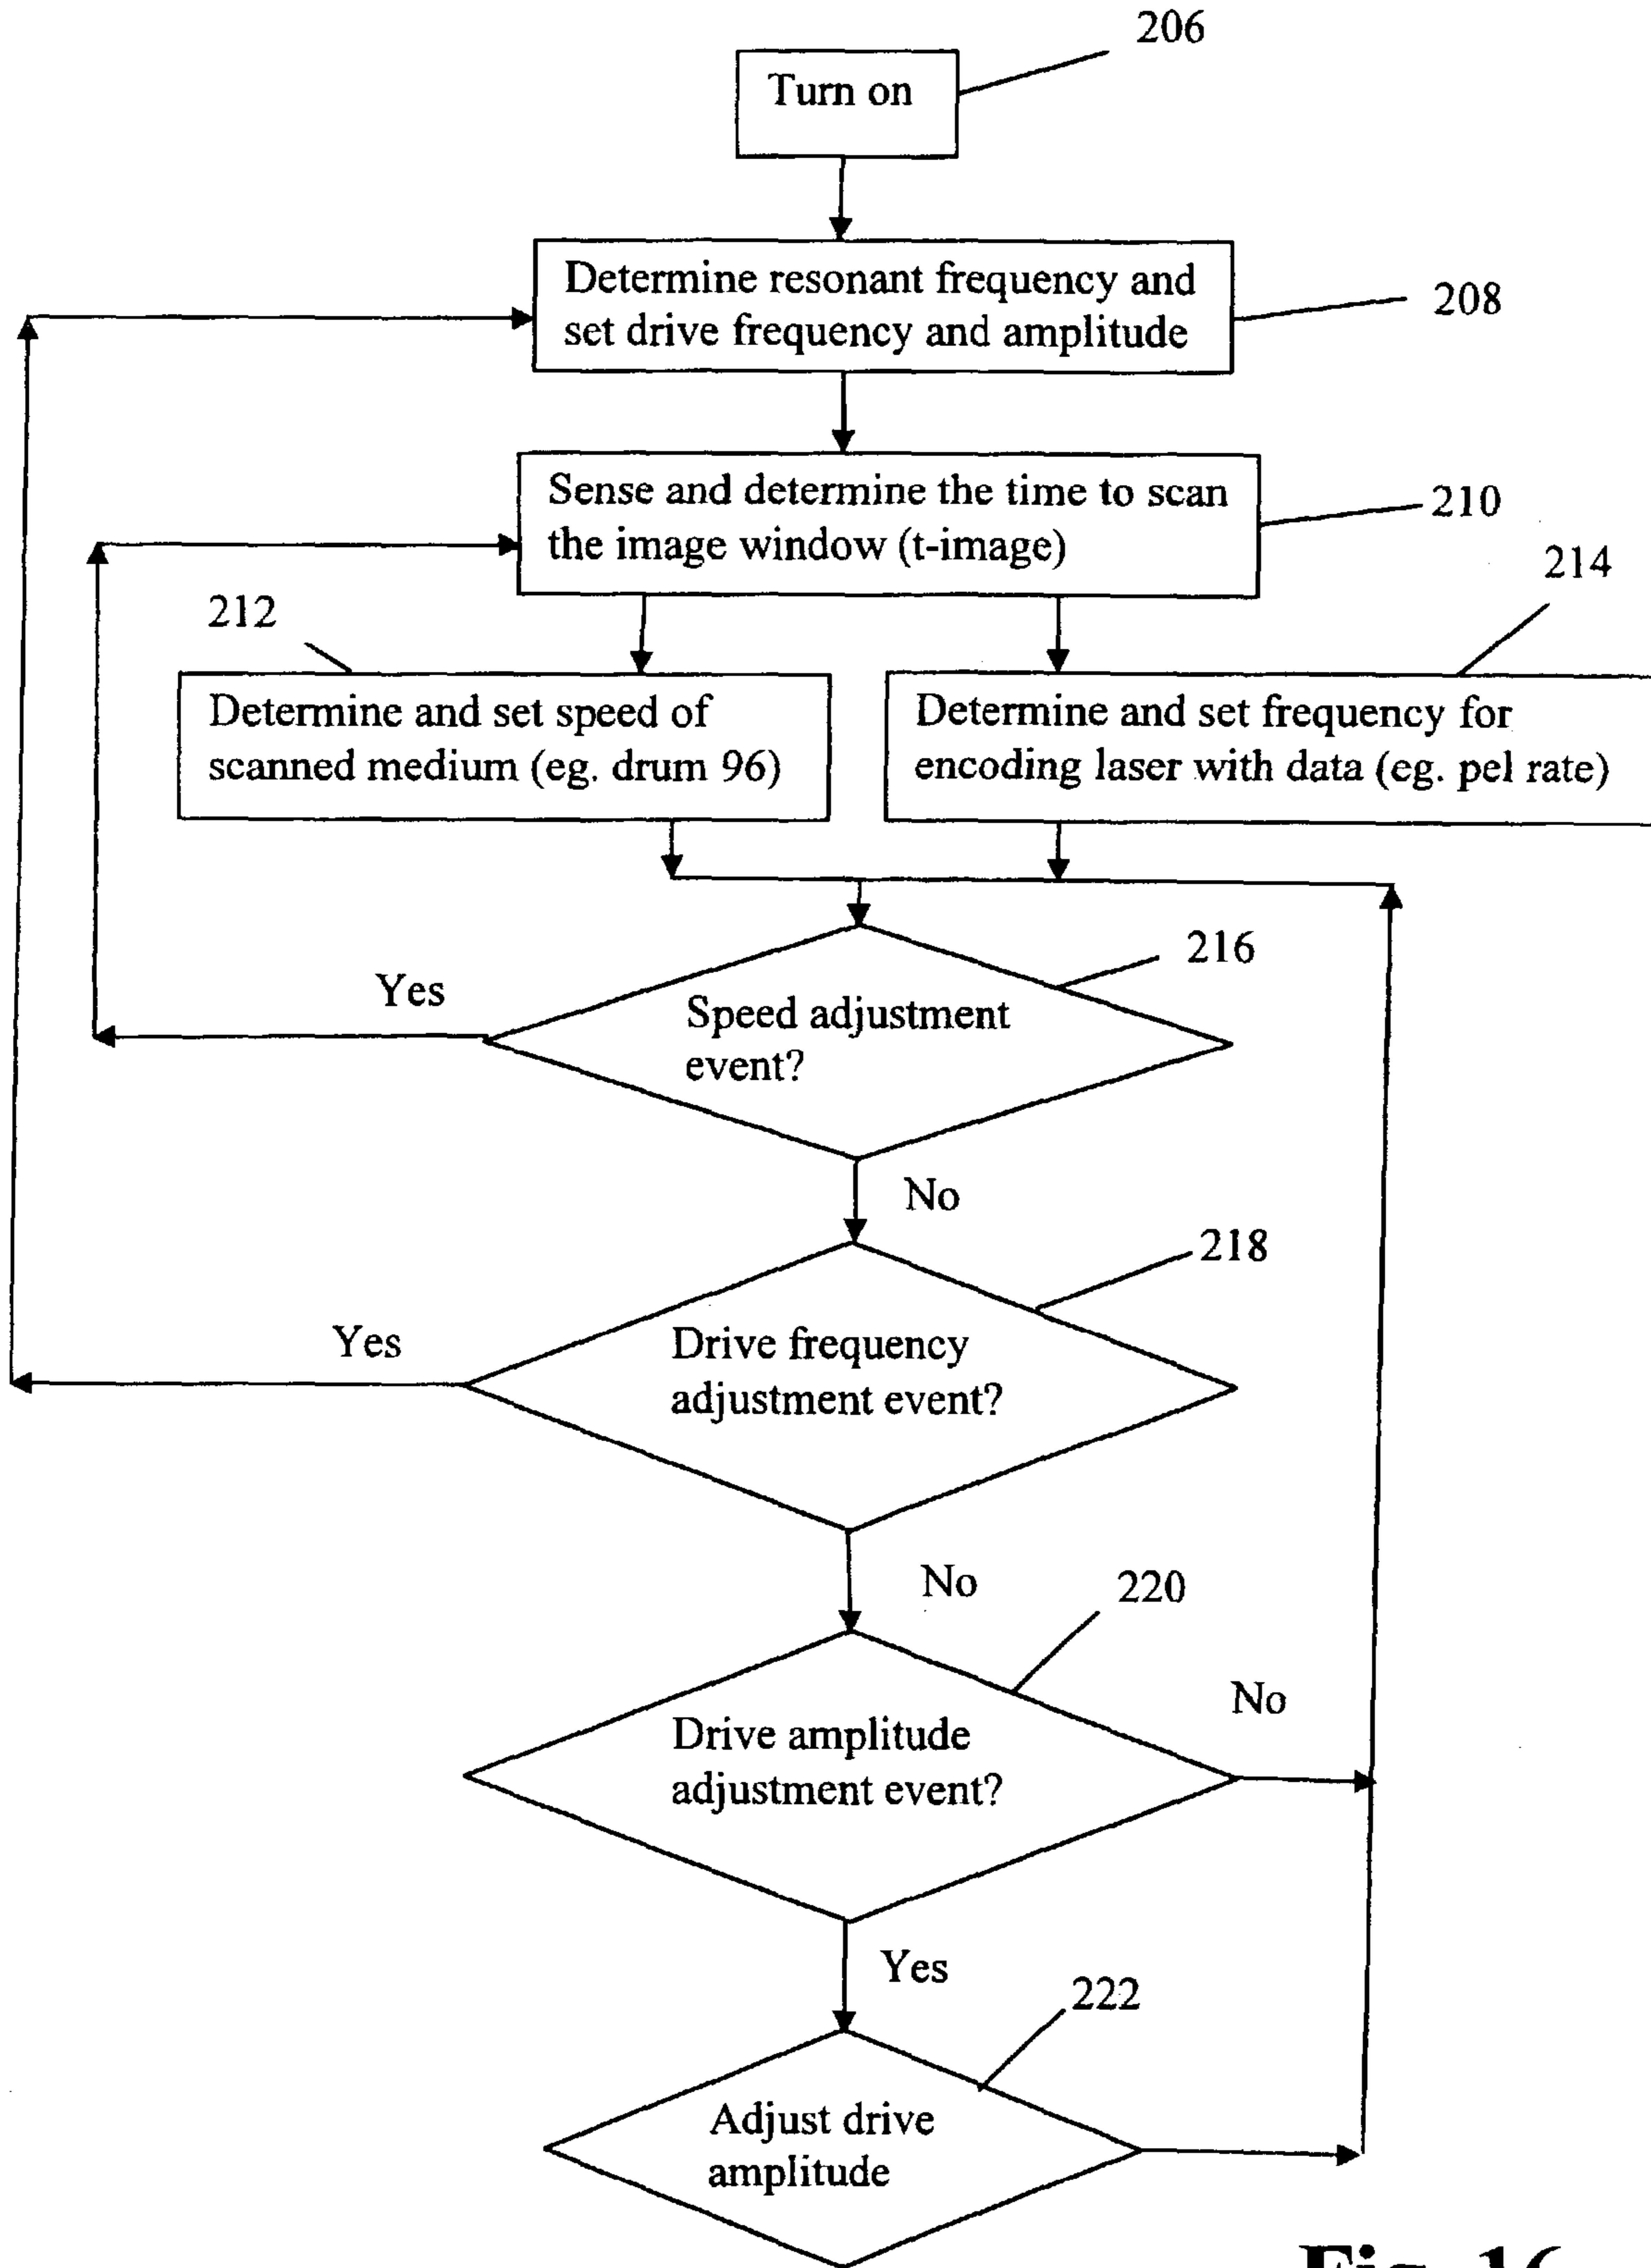 206
Turn on
Determine resonant frequency and
set drive frequency and amplitude
208
Sense and determine the time to scan
the image window (t-image)
210
214
212
Determine and set speed of
scanned medium (eg. drum 96)
Determine and set frequency for
encoding laser with data (eg. pel rate)
216
Yes
Speed adjustment
event?
No
218
Yes
Drive frequency
adjustment event?
No
220
No
Drive amplitude
adjustment event?
Yes
222
Adjust drive
amplitude
Fig. 16